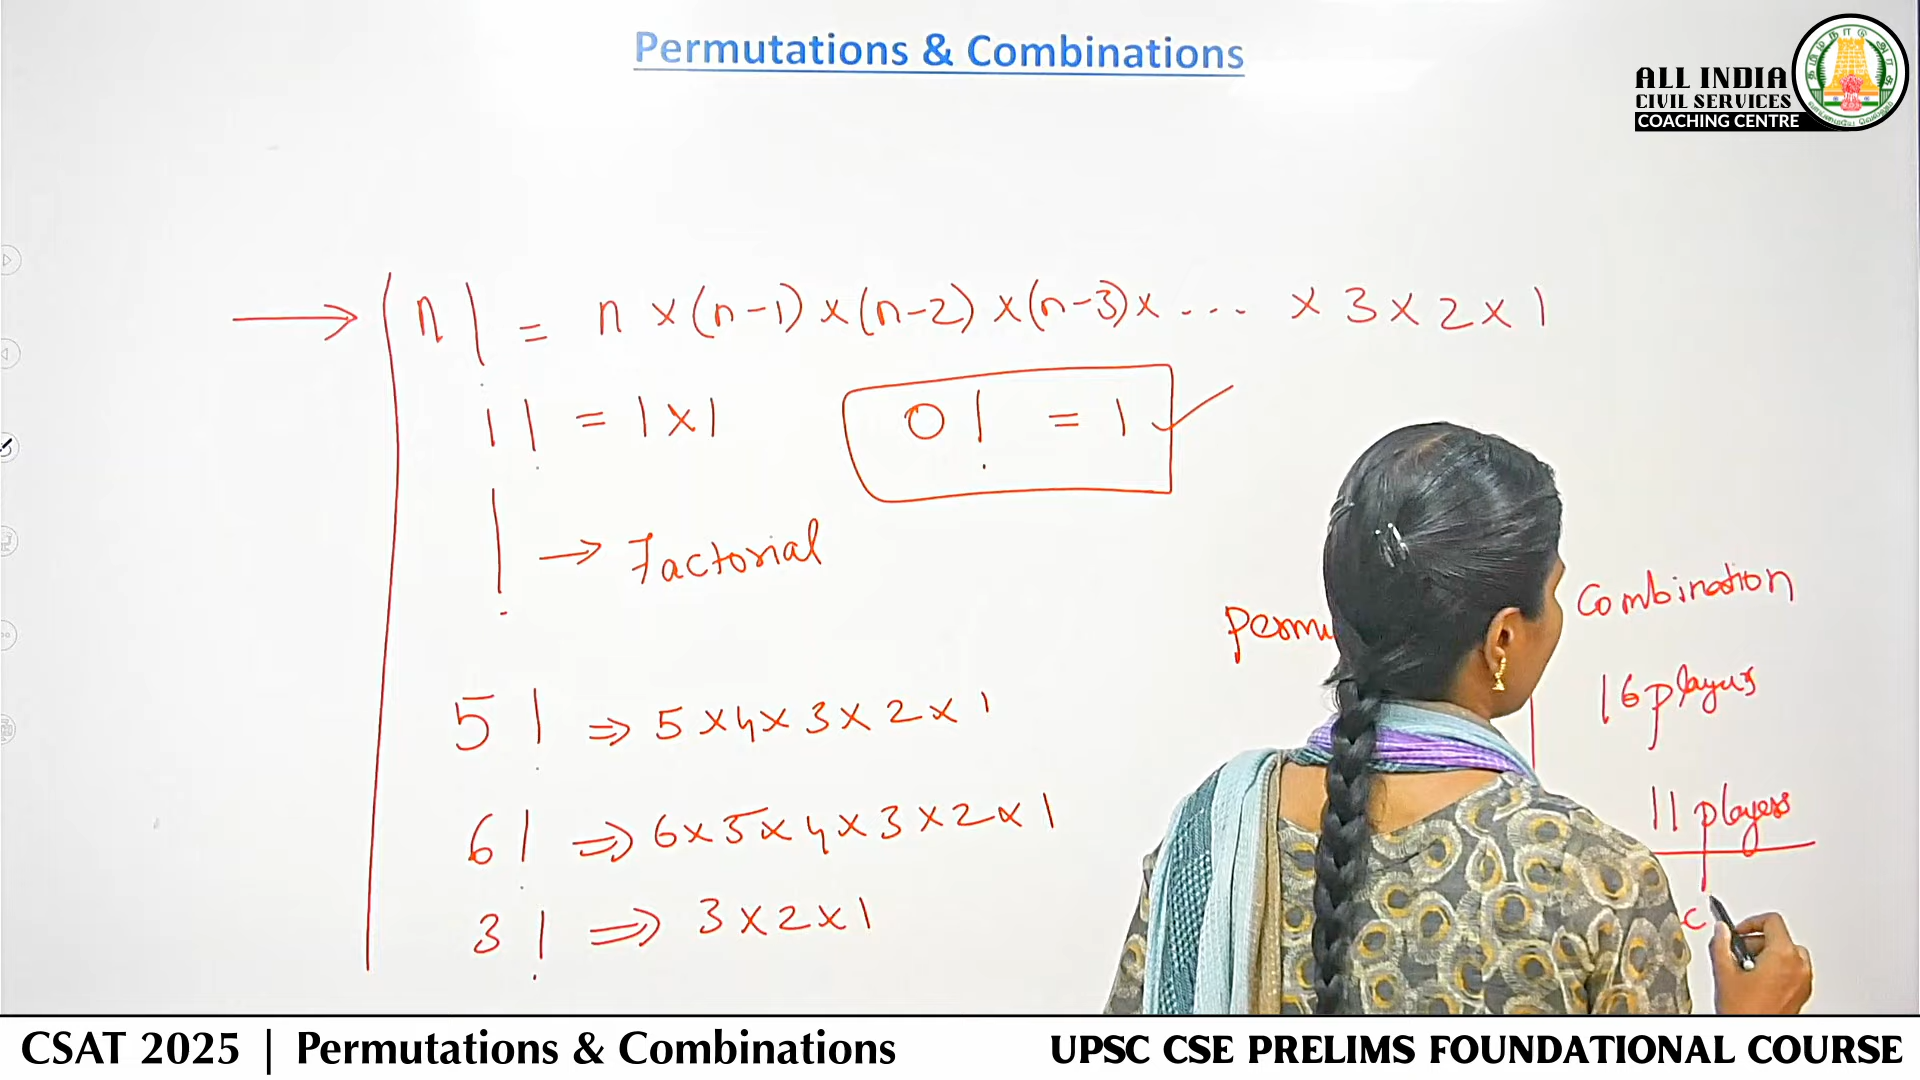 Permutations & Combinations
ALL INDIA
CIVIL SERVICES
COACHING CENTRE
n! = n × (n-1) × (n-2) × (n-3) × ... × 3 × 2 × 1
1! = 1×1
0! = 1
! → Factorial
Permu
Combination
16 players
11 players
C
5! ⇒ 5×4×3×2×1
6! ⇒ 6×5×4×3×2×1
3! ⇒ 3×2×1
CSAT 2025 | Permutations & Combinations
UPSC CSE PRELIMS FOUNDATIONAL COURSE